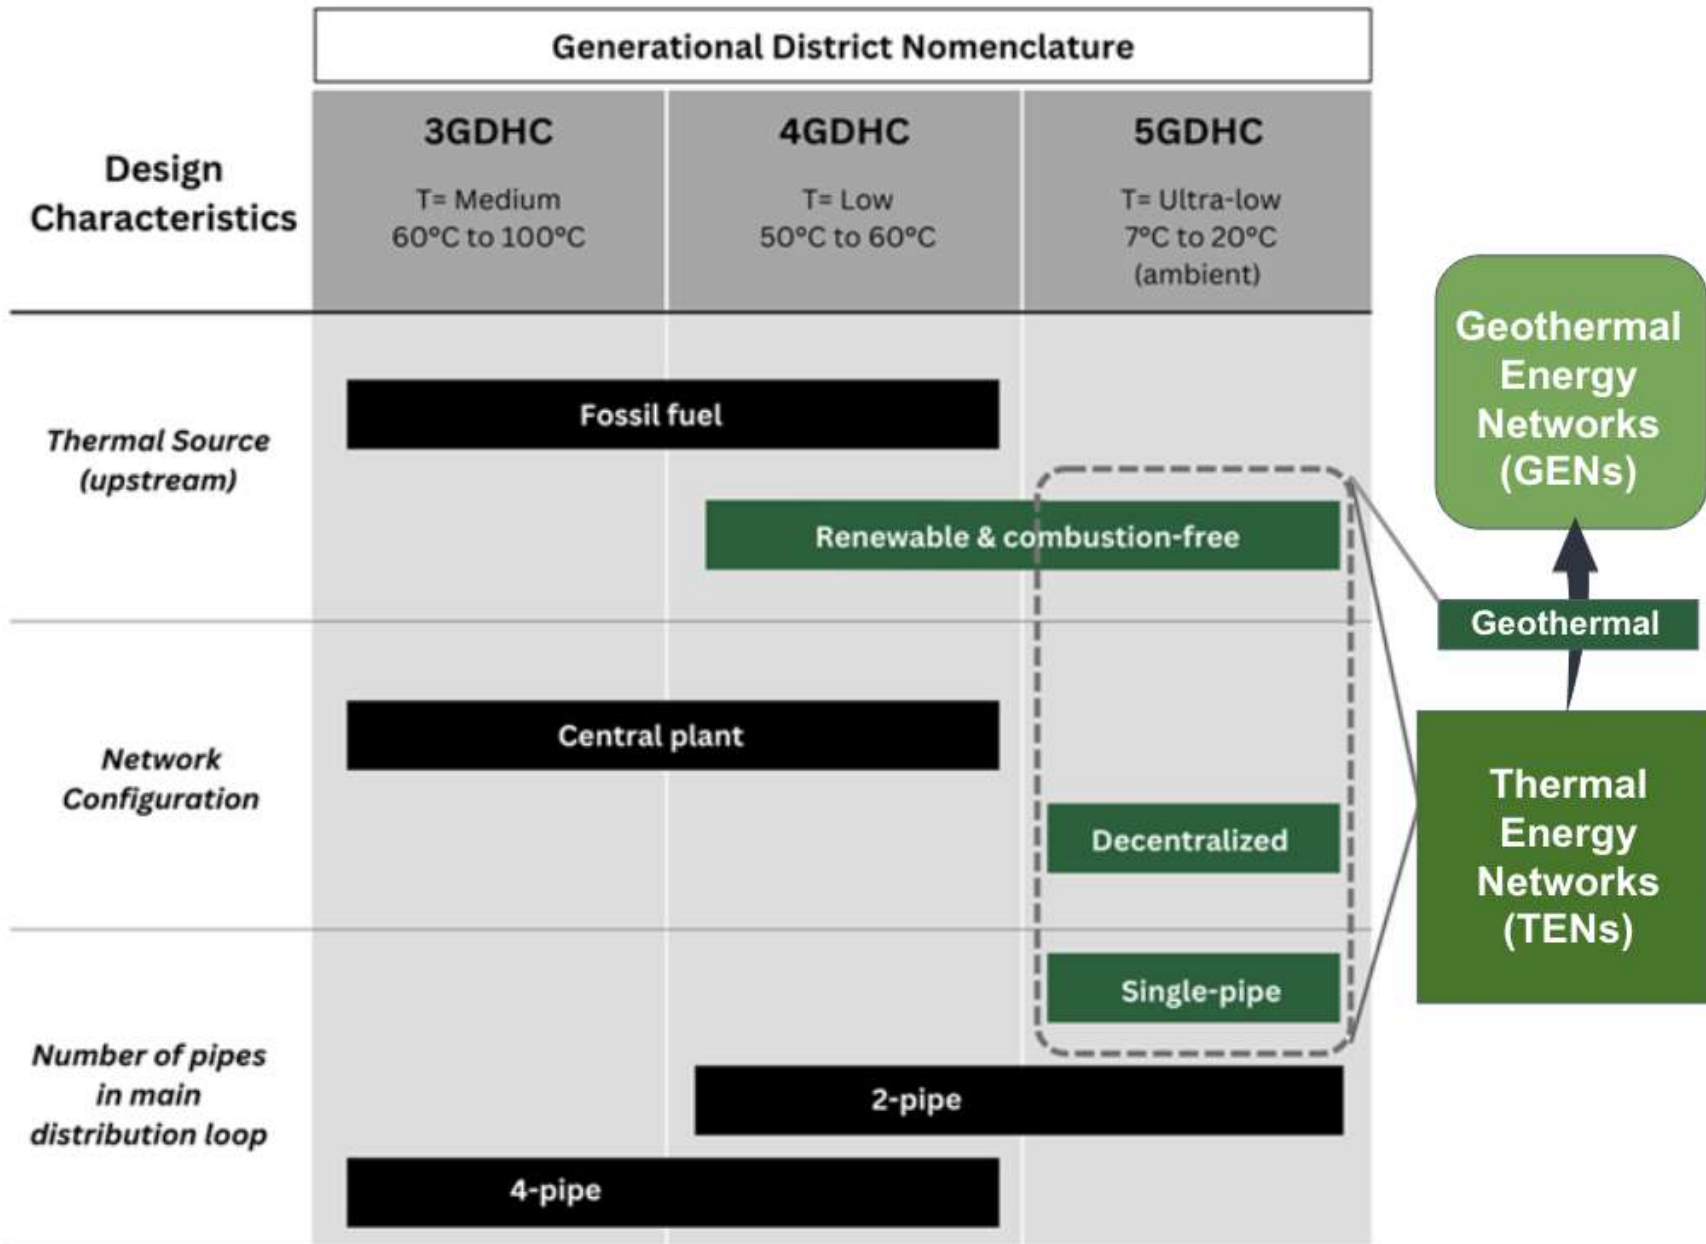 Generational District Nomenclature
Design
Characteristics
3GDHC
T= Medium
60°C to 100°C
4GDHC
T= Low
50°C to 60°C
5GDHC
T= Ultra-low
7°C to 20°C
(ambient)
Thermal Source
(upstream)
Fossil fuel
Renewable & combustion-free
Network
Configuration
Central plant
Decentralized
Number of pipes
in main
distribution loop
Single-pipe
2-pipe
4-pipe
Geothermal
Energy
Networks
(GENs)
Geothermal
Thermal
Energy
Networks
(TENs)